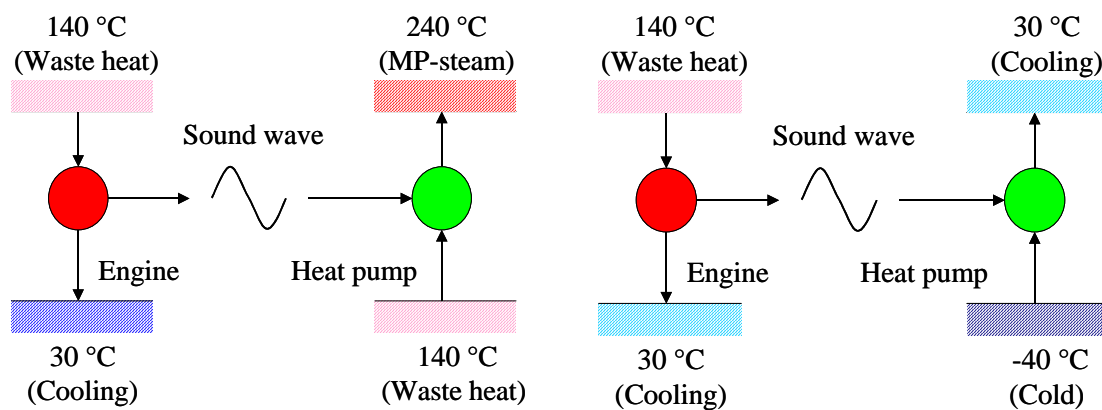 140 °C
(Waste heat)
240 °C
(MP-steam)
Sound wave
Engine
Heat pump
30 °C
(Cooling)
140 °C
(Waste heat)
140 °C
(Waste heat)
30 °C
(Cooling)
Sound wave
Engine
Heat pump
30 °C
(Cooling)
-40 °C
(Cold)